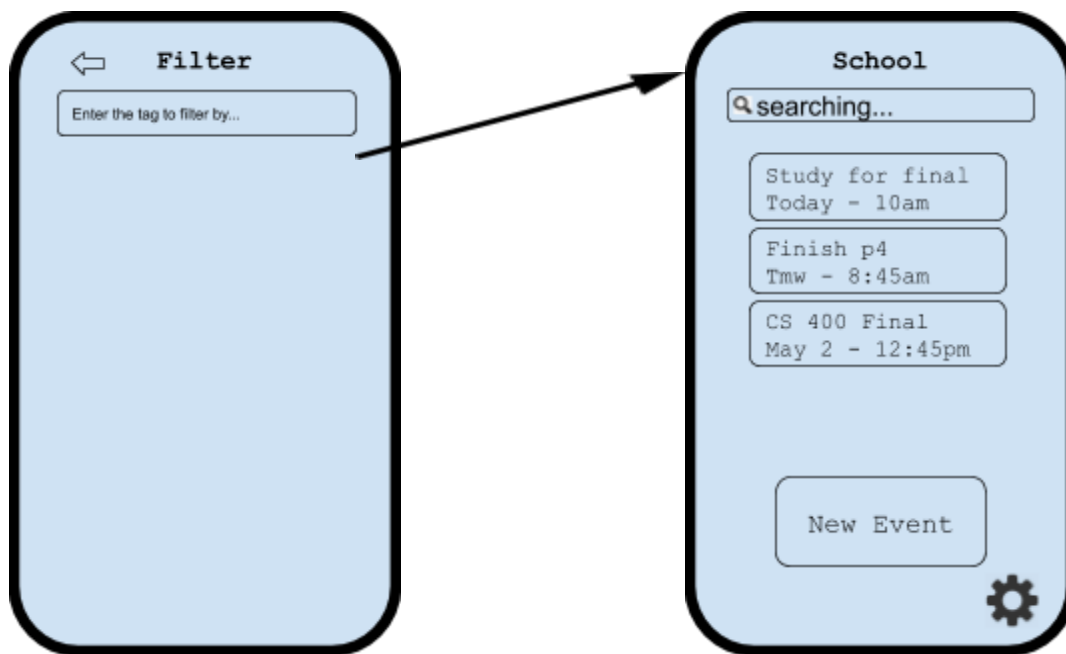 Filter
Enter the tag to filter by...
School
searching...
Study for final
Today - 10am
Finish p4
Tmw - 8:45am
CS 400 Final
May 2 - 12:45pm
New Event